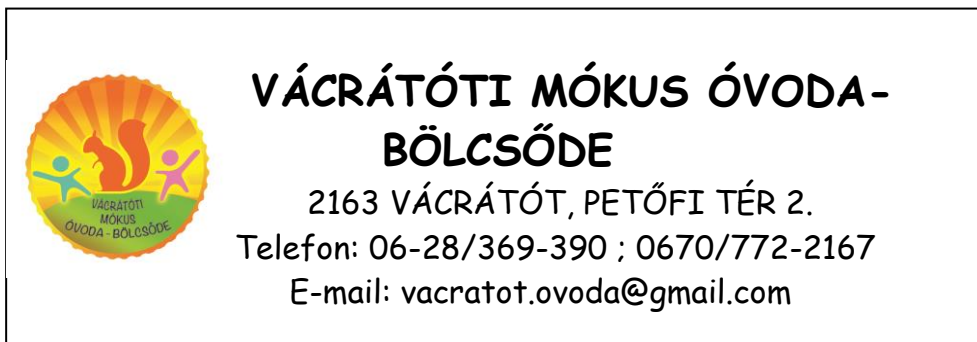 VÁCRÁTÓTI MÓKUS ÓVODA-
BÖLCSŐDE
2163 VÁCRÁTÓT, PETŐFI TÉR 2.
Telefon: 06-28/369-390 ; 0670/772-2167
E-mail: vacratot.ovoda@gmail.com
VÁCRÁTÓTI
MÓKUS
ÓVODA - BÖLCSŐDE